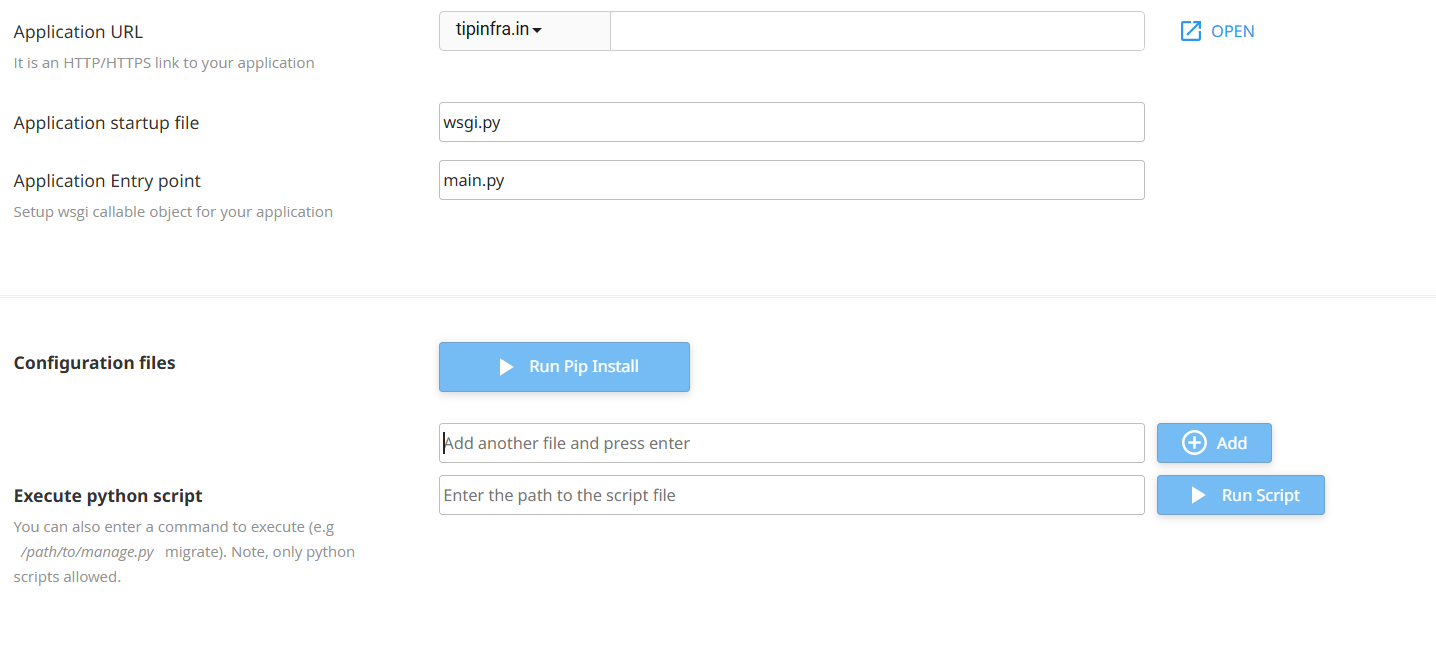 Application URL
tipinfra.in
OPEN
It is an HTTP/HTTPS link to your application
Application startup file
wsgi.py
Application Entry point
main.py
Setup wsgi callable object for your application
Configuration files
Run Pip Install
Add another file and press enter
Add
Execute python script
Enter the path to the script file
Run Script
You can also enter a command to execute (e.g
/path/to/manage.py migrate). Note, only python
scripts allowed.